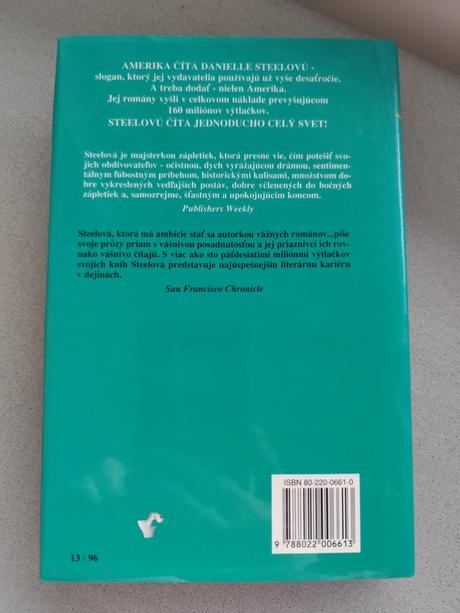 AMERIKA ČÍTA DANIELLE STEELOVÚ -
slogan, ktorý jej vydavatelia používajú už vyše desaťročie.
A treba dodať - nielen Amerika.
Jej romány vyšli v celkovom náklade prevyšujúcom
160 miliónov výtlačkov.
STEELOVÚ ČÍTA JEDNODUCHO CELÝ SVET!
Steelová je majsterkou zápletiek, ktorá presne vie, čím potešiť svo-
jich obdivovateľov - očistnou, dych vyrážajúcou drámou, sentimen-
tálnym ľúbostným príbehom, historickými kulisami, množstvom do-
bre vykreslených vedľajších postáv, dobre včlenených do bočných
zápletiek a, samozrejme, šťastným a upokojujúcim koncom.
Publishers Weekly
Steelová, ktorá má ambície stať sa autorkou vážnych románov...píše
svoje prózy priam s vášnivou posadnutosťou a jej priaznivci ich rov-
nako vášnivo čítajú. S viac ako sto päťdesiatimi miliónmi výtlačkov
svojich kníh Steelová predstavuje najúspešnejšiu literárnu kariéru
v dejinách.
San Francisco Chronicle
ISBN 80-220-0661-0
9 788022 006613
13 / 96